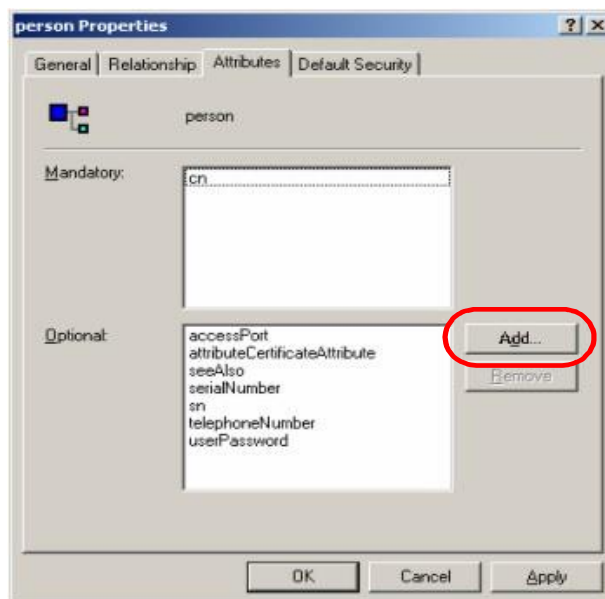 person Properties
General Relationship Attributes Default Security
person
Mandatory:
cn
Optional:
accessPort
attributeCertificateAttribute
seeAlso
serialNumber
sn
telephoneNumber
userPassword
Add...
Remove
OK Cancel Apply